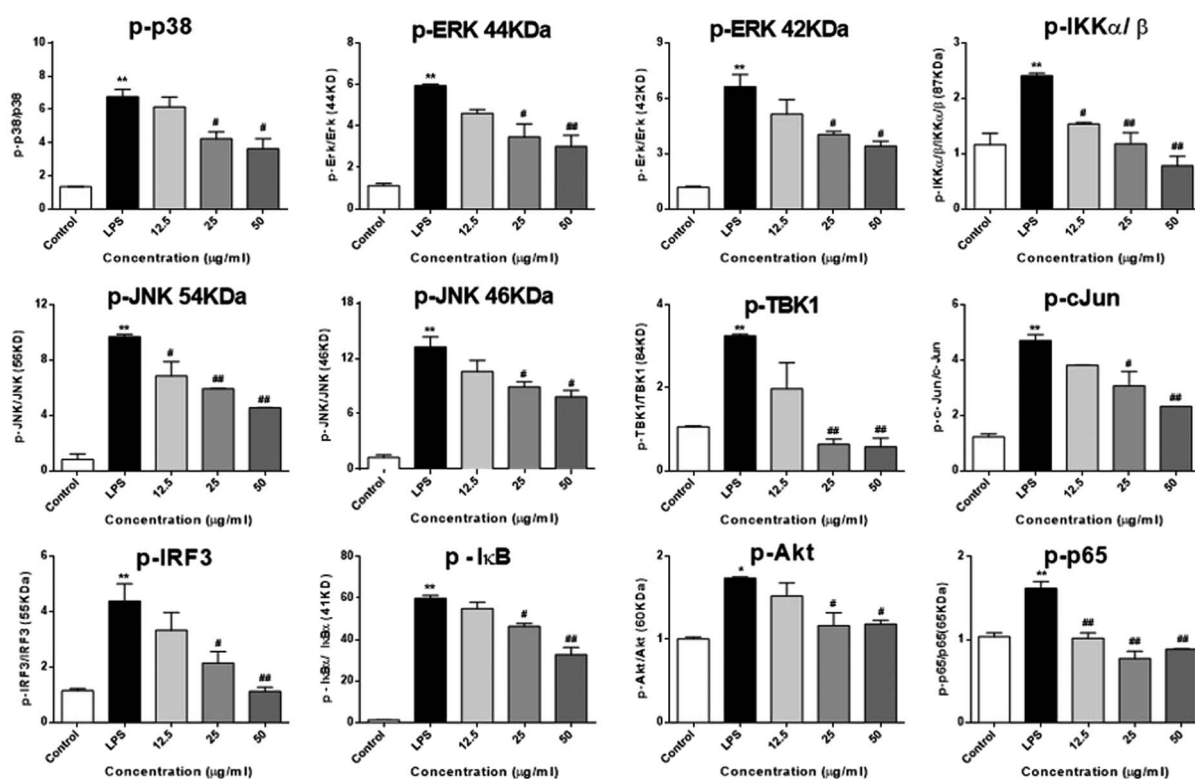 p-p38
p-p38/p38
10
8
6
4
2
0
**
#
#
Control
LPS
12.5
25
50
Concentration (μg/ml)
p-ERK 44KDa
p-Erk/Erk (44KD)
8
6
4
2
0
**
#
##
Control
LPS
12.5
25
50
Concentration (μg/ml)
p-ERK 42KDa
p-Erk/Erk (42KD)
9
6
3
0
**
#
#
Control
LPS
12.5
25
50
Concentration (μg/ml)
p-IKKα/ β
p-IKKα/β/IKKα/β (87KDa)
3
2
1
0
**
#
##
##
Control
LPS
12.5
25
50
Concentration (μg/ml)
p-JNK 54KDa
p-JNK/JNK (56KD)
12
9
6
3
0
**
#
##
##
Control
LPS
12.5
25
50
Concentration (μg/ml)
p-JNK 46KDa
p-JNK/JNK (46KD)
18
13
9
4
0
**
#
#
Control
LPS
12.5
25
50
Concentration (μg/ml)
p-TBK1
p-TBK1/TBK1 (84KD)
4
3
2
1
0
**
##
##
Control
LPS
12.5
25
50
Concentration (μg/ml)
p-cJun
p-c-Jun/c-Jun
6
4
2
0
**
#
##
Control
LPS
12.5
25
50
Concentration (μg/ml)
p-IRF3
p-IRF3/IRF3 (55KDa)
6
4
2
0
**
#
##
Control
LPS
12.5
25
50
Concentration (μg/ml)
p - IκB
p - IκBα/ IκBα (41KD)
80
60
40
20
0
**
#
##
Control
LPS
12.5
25
50
Concentration (μg/ml)
p-Akt
p-Akt/Akt (60KDa)
2
2
1
1
0
*
#
#
Control
LPS
12.5
25
50
Concentration (μg/ml)
p-p65
p-p65/p65(65KDa)
2
2
1
1
0
**
##
##
##
Control
LPS
12.5
25
50
Concentration (μg/ml)